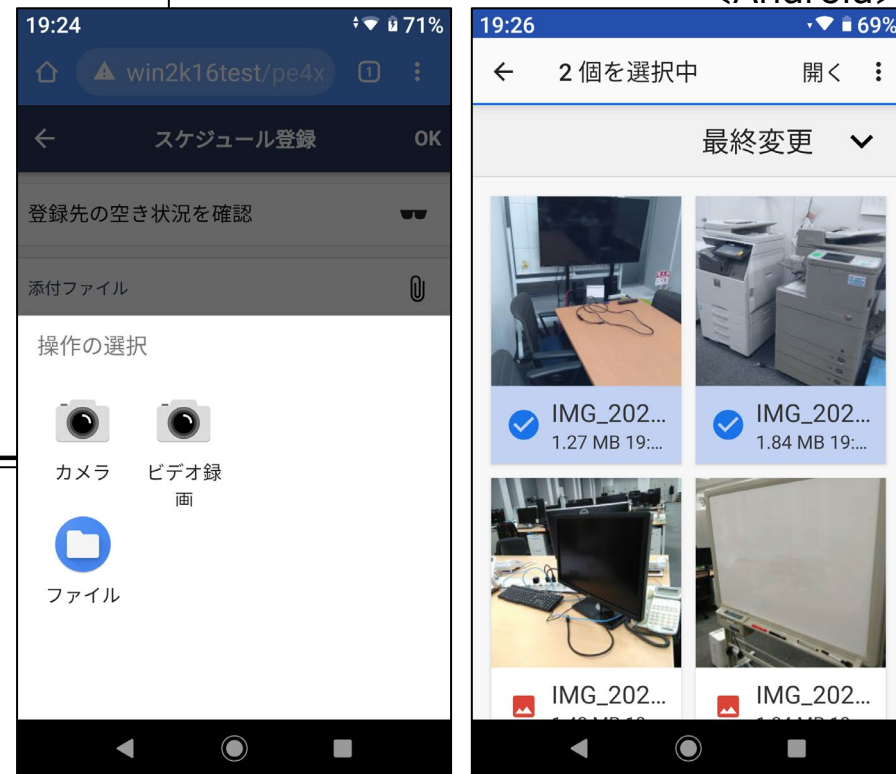 <Android>
19:24
71%
win2k16test/pe4x
1
スケジュール登録
OK
登録先の空き状況を確認
添付ファイル
操作の選択
カメラ
ビデオ録
画
ファイル
19:26
69%
2 個を選択中
開く
最終変更
IMG_202...
1.27 MB 19:...
IMG_202...
1.84 MB 19:...
IMG_202...
IMG_202...